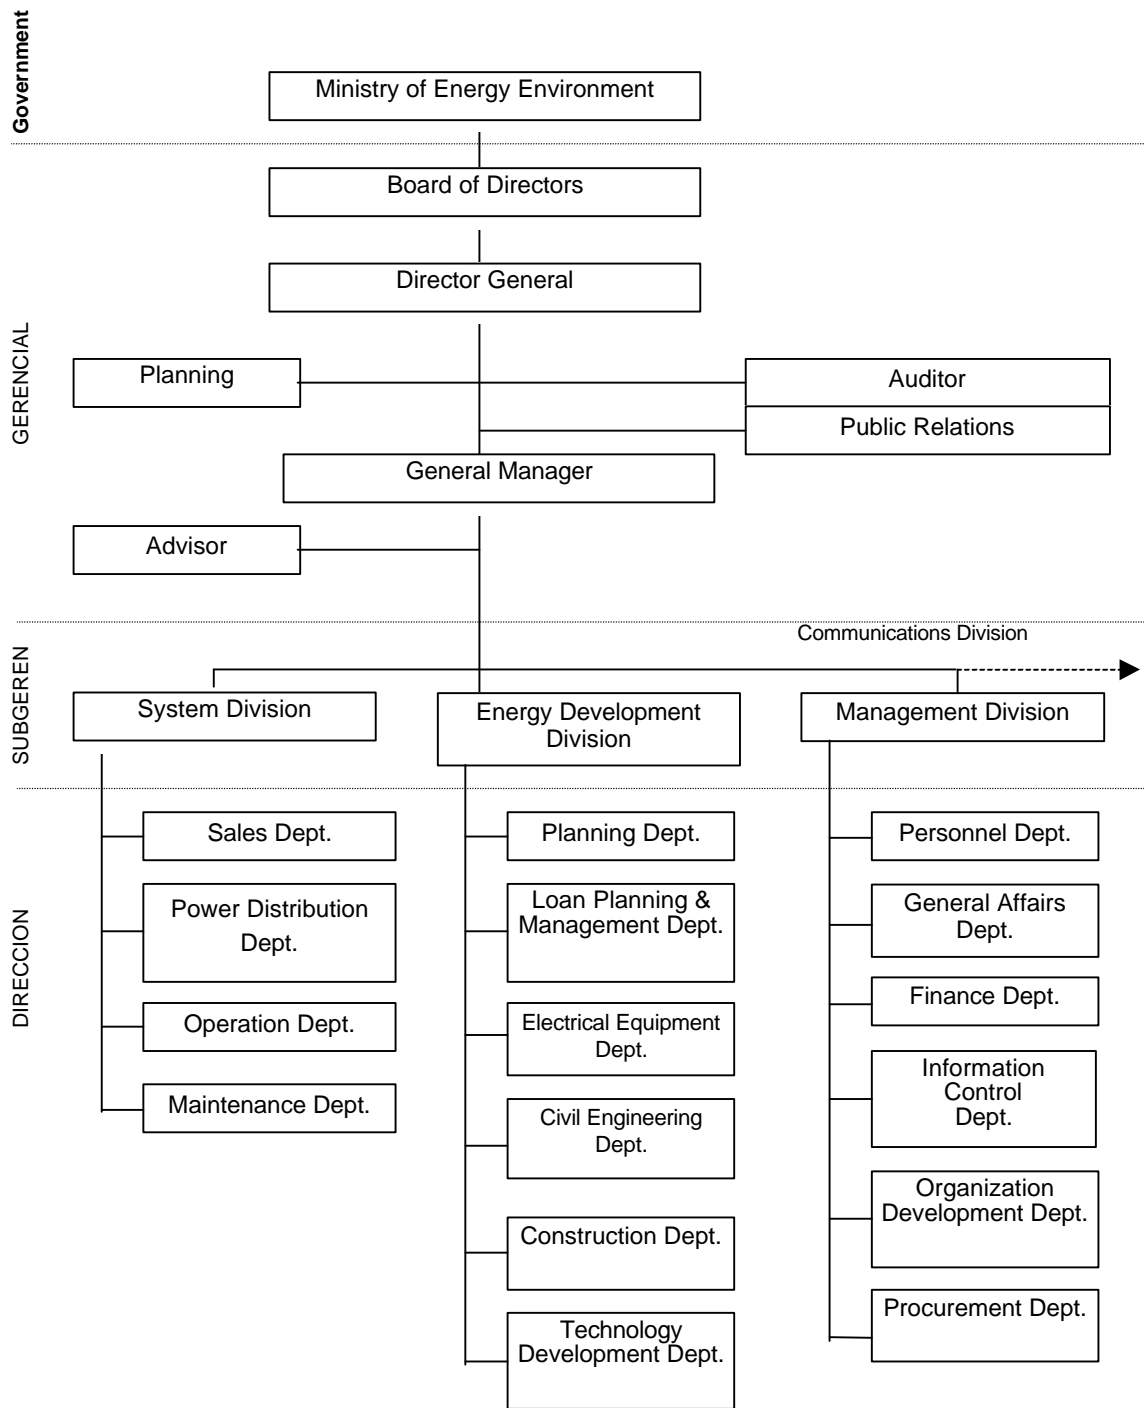 Government
Ministry of Energy Environment
Board of Directors
Director General
GERENCIAL
Planning
Auditor
Public Relations
General Manager
Advisor
Communications Division
SUBGEREN
System Division
Energy Development
Division
Management Division
DIRECCION
Sales Dept.
Power Distribution
Dept.
Operation Dept.
Maintenance Dept.
Planning Dept.
Loan Planning &
Management Dept.
Electrical Equipment
Dept.
Civil Engineering
Dept.
Construction Dept.
Technology
Development Dept.
Personnel Dept.
General Affairs
Dept.
Finance Dept.
Information
Control
Dept.
Organization
Development Dept.
Procurement Dept.